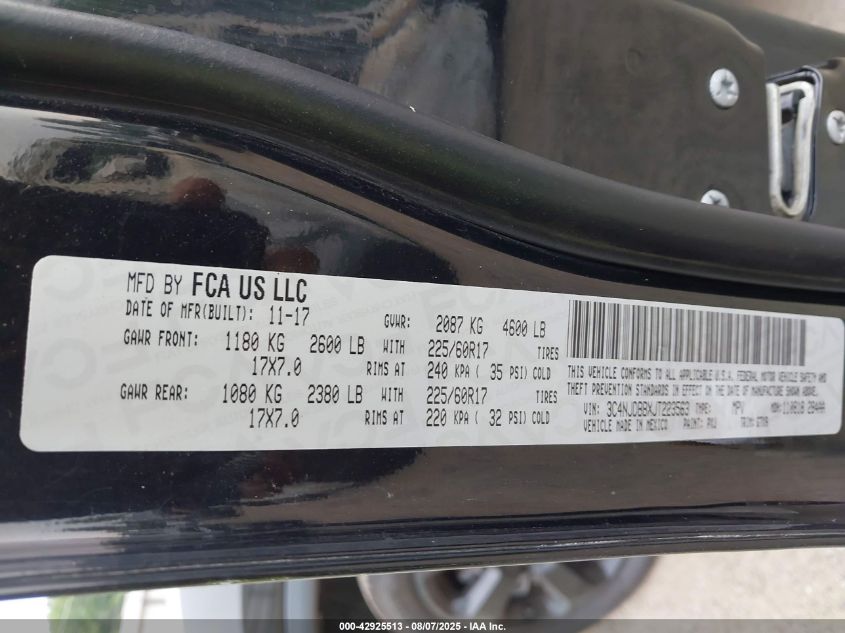 MFD BY FCA US LLC
DATE OF MFR(BUILT): 11-17 GVWR: 2087 KG 4600 LB
GAWR FRONT: 1180 KG 2600 LB WITH 225/60R17 TIRES
17X7.0 RIMS AT 240 KPA ( 35 PSI) COLD
GAWR REAR: 1080 KG 2380 LB WITH 225/60R17 TIRES
17X7.0 RIMS AT 220 KPA ( 32 PSI) COLD
THIS VEHICLE CONFORMS TO ALL APPLICABLE U.S.A. FEDERAL MOTOR VEHICLE SAFETY AND
THEFT PREVENTION STANDARDS IN EFFECT ON THE DATE OF MANUFACTURE SHOWN ABOVE.
VIN: 3C4NJDBBXJT223563 TYPE: MPV MDH:
VEHICLE MADE IN MEXICO PAINT: PXJ TRIM:
000-42925513 - 08/07/2025 - IAA Inc.